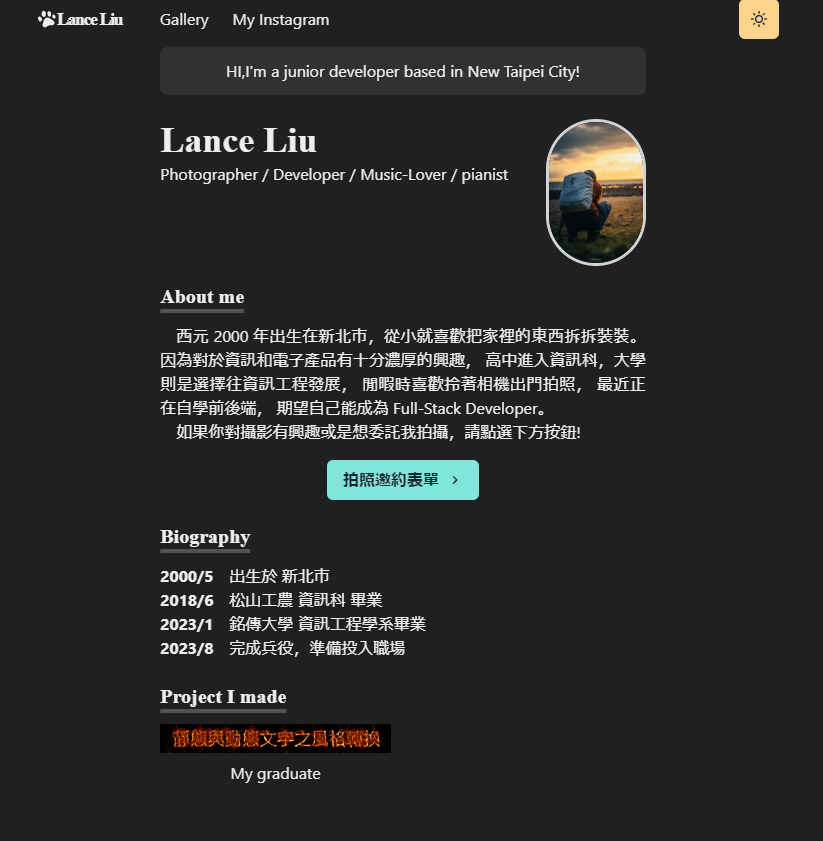 Lance Liu Gallery My Instagram
HI,I'm a junior developer based in New Taipei City!
Lance Liu
Photographer / Developer / Music-Lover / pianist
About me
西元 2000 年出生在新北市，從小就喜歡把家裡的東西拆拆裝裝。
因為對於資訊和電子產品有十分濃厚的興趣， 高中進入資訊科，大學
則是選擇往資訊工程發展， 閒暇時喜歡拎著相機出門拍照， 最近正
在自學前後端， 期望自己能成為 Full-Stack Developer。
如果你對攝影有興趣或是想委託我拍攝，請點選下方按鈕!
拍照邀約表單
Biography
2000/5 出生於 新北市
2018/6 松山工農 資訊科 畢業
2023/1 銘傳大學 資訊工程學系畢業
2023/8 完成兵役，準備投入職場
Project I made
靜態與動態文字之風格轉換
My graduate